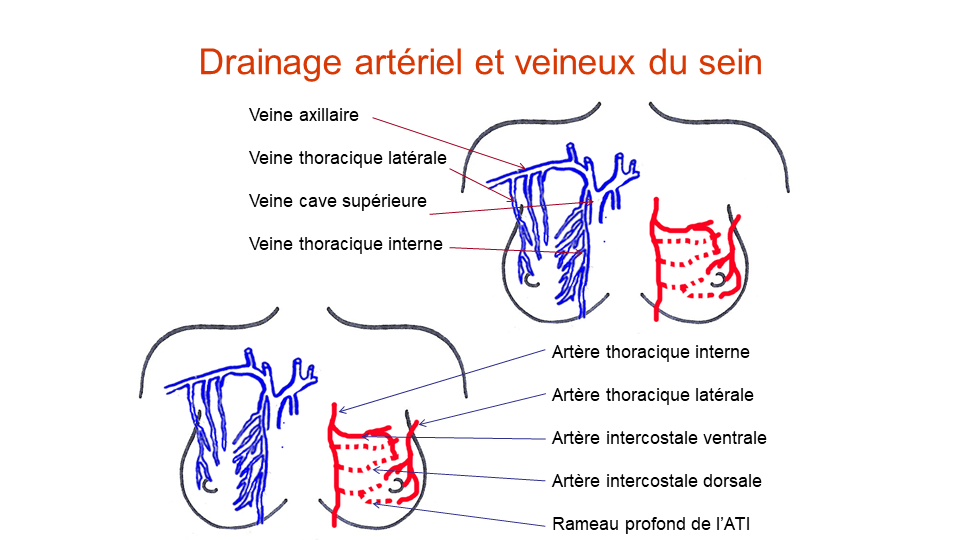 Drainage artériel et veineux du sein
Veine axillaire
Veine thoracique latérale
Veine cave supérieure
Veine thoracique interne
Artère thoracique interne
Artère thoracique latérale
Artère intercostale ventrale
Artère intercostale dorsale
Rameau profond de l’ATI